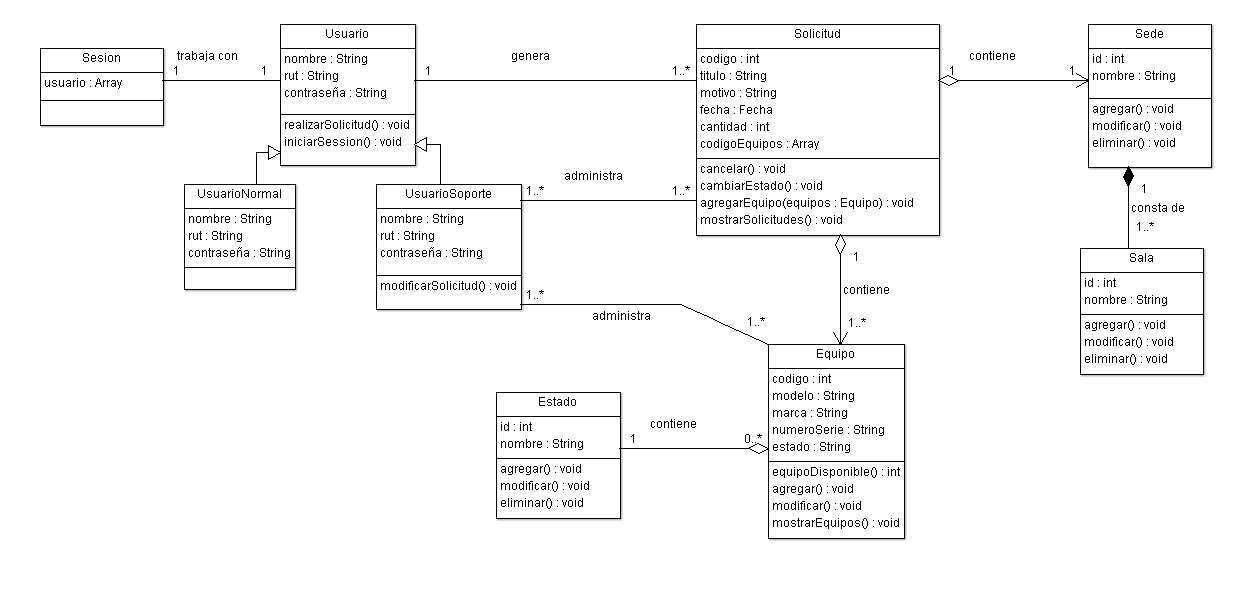 Sesion
usuario : Array
trabaja con
1
1
Usuario
nombre : String
rut : String
contraseña : String
realizarSolicitud() : void
iniciarSession() : void
genera
1
1..*
Solicitud
codigo : int
titulo : String
motivo : String
fecha : Fecha
cantidad : int
codigoEquipos : Array
cancelar() : void
cambiarEstado() : void
agregarEquipo(equipos : Equipo) : void
mostrarSolicitudes() : void
contiene
1
1
Sede
id : int
nombre : String
agregar() : void
modificar() : void
eliminar() : void
UsuarioNormal
nombre : String
rut : String
contraseña : String
UsuarioSoporte
nombre : String
rut : String
contraseña : String
modificarSolicitud() : void
administra
1..*
1..*
1
consta de
1..*
Sala
id : int
nombre : String
agregar() : void
modificar() : void
eliminar() : void
1
contiene
1..*
1..*
administra
1..*
Equipo
codigo : int
modelo : String
marca : String
numeroSerie : String
estado : String
equipoDisponible() : int
agregar() : void
modificar() : void
mostrarEquipos() : void
Estado
id : int
nombre : String
agregar() : void
modificar() : void
eliminar() : void
contiene
1
0..*